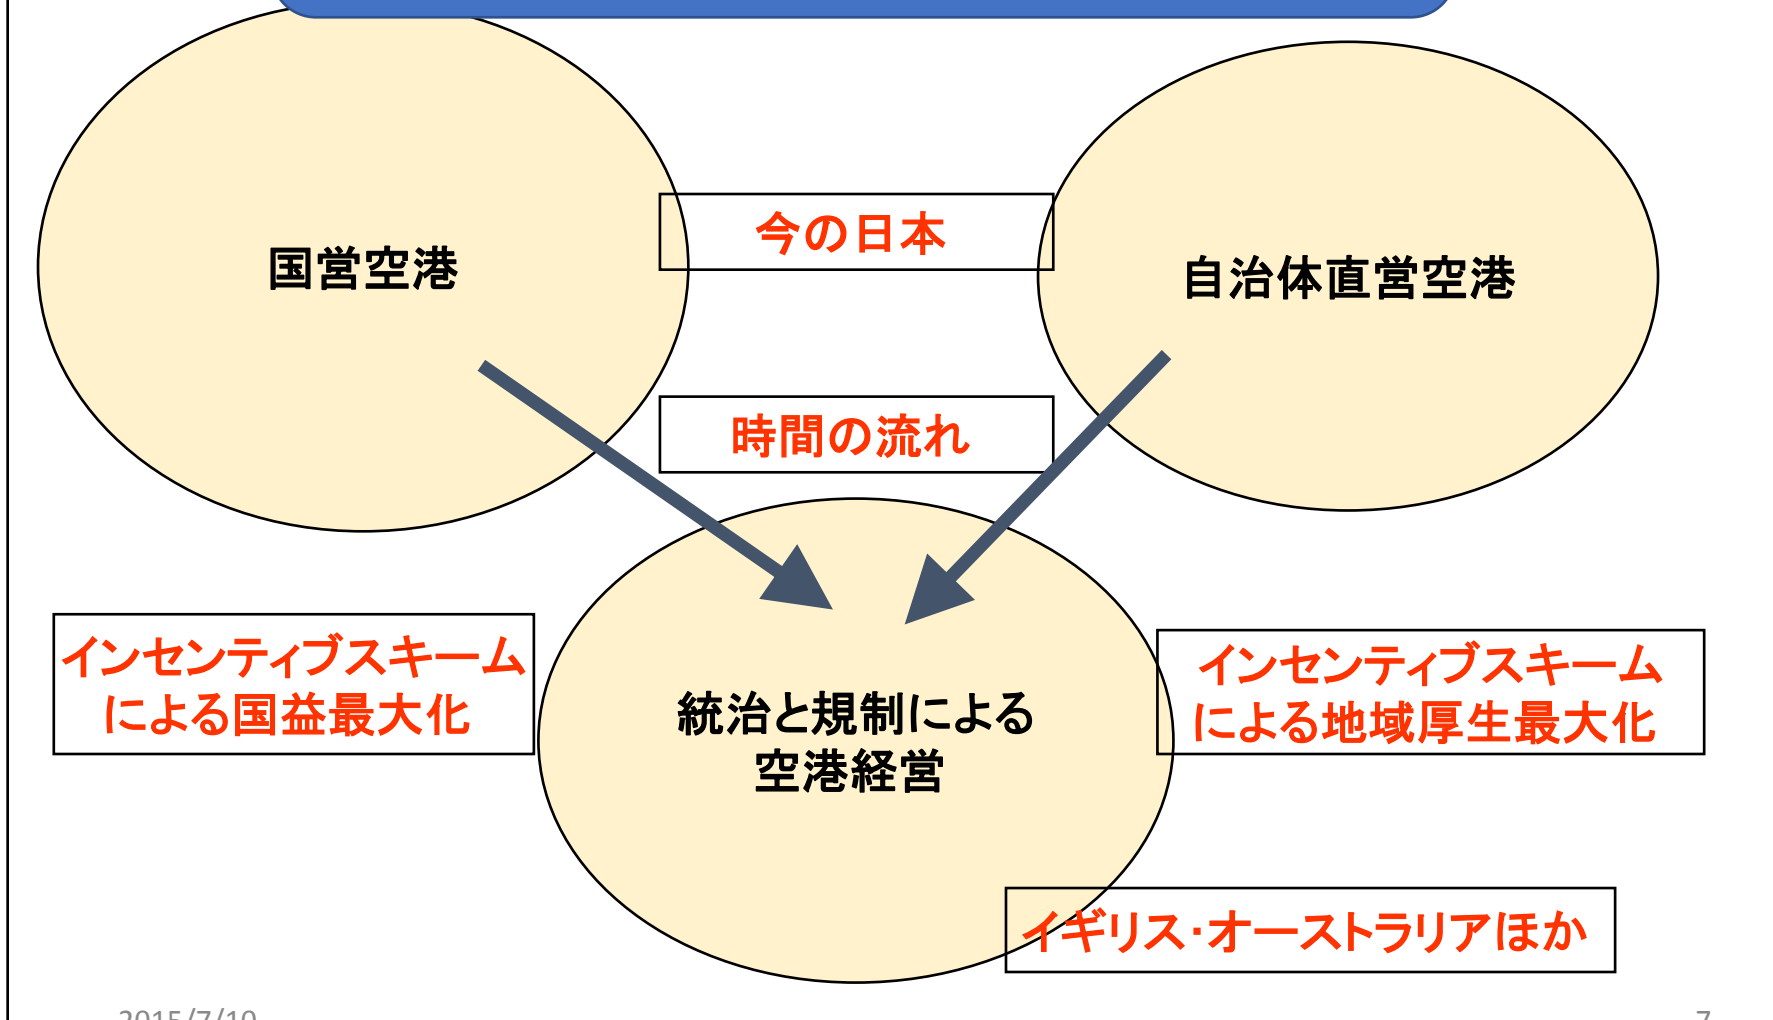 今の日本
国営空港
自治体直営空港
時間の流れ
インセンティブスキーム
による国益最大化
インセンティブスキーム
による地域厚生最大化
統治と規制による
空港経営
イギリス・オーストラリアほか
2015/7/10
7